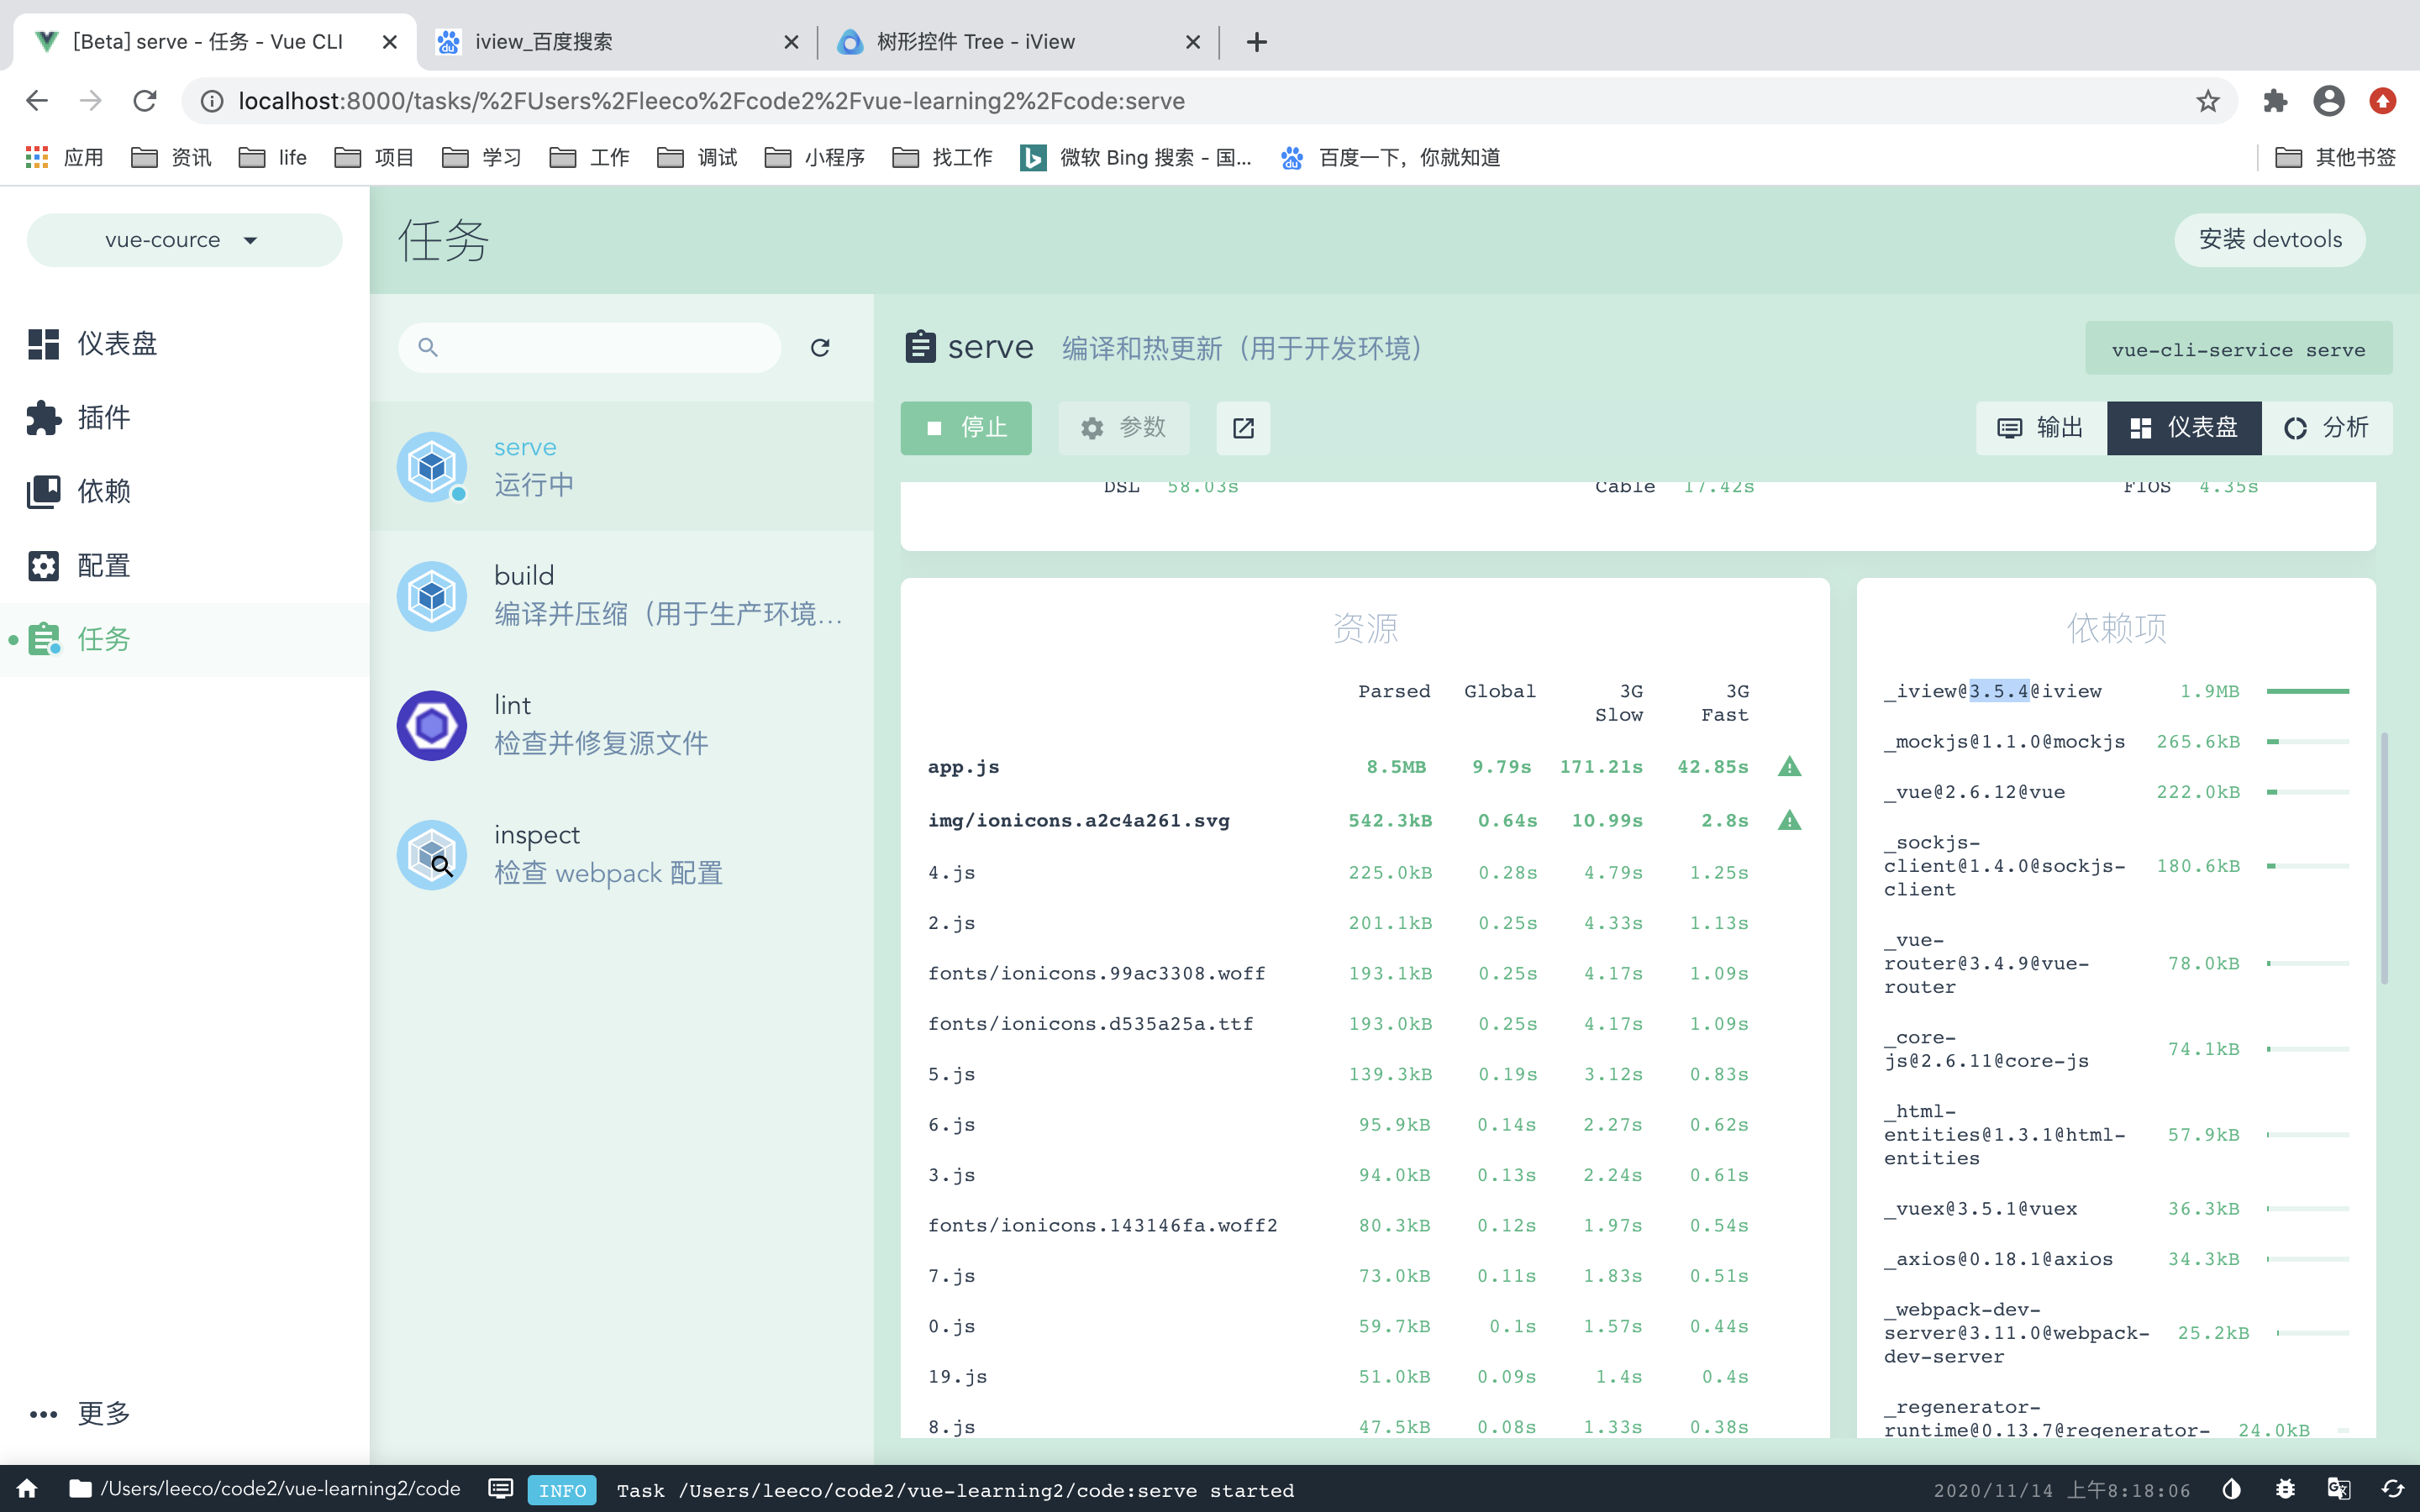 [Beta] serve - 任务 - Vue CLI
iview_百度搜索
树形控件 Tree - iView
localhost:8000/tasks/%2FUsers%2Fleeco%2Fcode2%2Fvue-learning2%2Fcode:serve
应用 资讯 life 项目 学习 工作 调试 小程序 找工作 微软 Bing 搜索 - 国... 百度一下，你就知道 其他书签
vue-cource
任务
安装 devtools
仪表盘
插件
依赖
配置
任务
更多
serve
运行中
build
编译并压缩（用于生产环境...
lint
检查并修复源文件
inspect
检查 webpack 配置
serve 编译和热更新（用于开发环境）
vue-cli-service serve
停止 参数
输出 仪表盘 分析
DSL 58.03s Cable 17.42s FIOS 4.35s
资源
Parsed Global 3G Slow 3G Fast
app.js 8.5MB 9.79s 171.21s 42.85s
img/ionicons.a2c4a261.svg 542.3kB 0.64s 10.99s 2.8s
4.js 225.0kB 0.28s 4.79s 1.25s
2.js 201.1kB 0.25s 4.33s 1.13s
fonts/ionicons.99ac3308.woff 193.1kB 0.25s 4.17s 1.09s
fonts/ionicons.d535a25a.ttf 193.0kB 0.25s 4.17s 1.09s
5.js 139.3kB 0.19s 3.12s 0.83s
6.js 95.9kB 0.14s 2.27s 0.62s
3.js 94.0kB 0.13s 2.24s 0.61s
fonts/ionicons.143146fa.woff2 80.3kB 0.12s 1.97s 0.54s
7.js 73.0kB 0.11s 1.83s 0.51s
0.js 59.7kB 0.1s 1.57s 0.44s
19.js 51.0kB 0.09s 1.4s 0.4s
8.js 47.5kB 0.08s 1.33s 0.38s
依赖项
_iview@3.5.4@iview 1.9MB
_mockjs@1.1.0@mockjs 265.6kB
_vue@2.6.12@vue 222.0kB
_sockjs-
client@1.4.0@sockjs- 180.6kB
client
_vue-
router@3.4.9@vue- 78.0kB
router
_core-
js@2.6.11@core-js 74.1kB
_html-
entities@1.3.1@html- 57.9kB
entities
_vuex@3.5.1@vuex 36.3kB
_axios@0.18.1@axios 34.3kB
_webpack-dev-
server@3.11.0@webpack- 25.2kB
dev-server
_regenerator-
runtime@0.13.7@regenerator- 24.0kB
/Users/leeco/code2/vue-learning2/code INFO Task /Users/leeco/code2/vue-learning2/code:serve started 2020/11/14 上午8:18:06